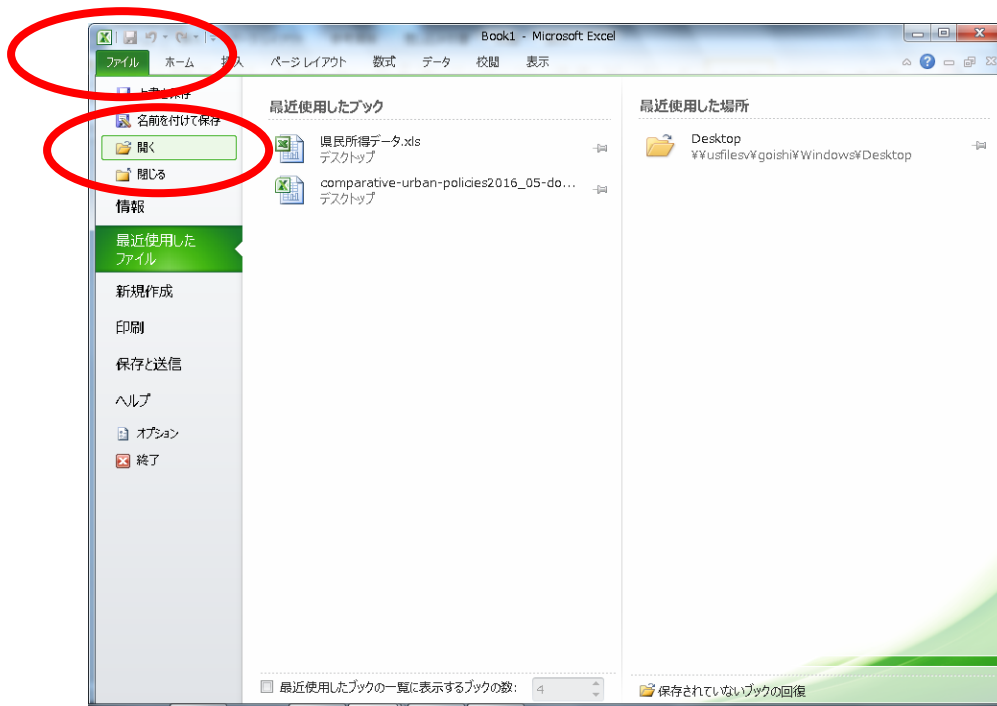 Book1 - Microsoft Excel
ファイル ホーム 挿入 ページ レイアウト 数式 データ 校閲 表示
上書き保存
名前を付けて保存
開く
閉じる
情報
最近使用した
ファイル
新規作成
印刷
保存と送信
ヘルプ
オプション
終了
最近使用したブック
県民所得データ.xls
デスクトップ
comparative-urban-policies2016_05-do...
デスクトップ
最近使用したブックの一覧に表示するブックの数: 4
最近使用した場所
Desktop
¥¥usfilesv¥goishi¥Windows¥Desktop
保存されていないブックの回復